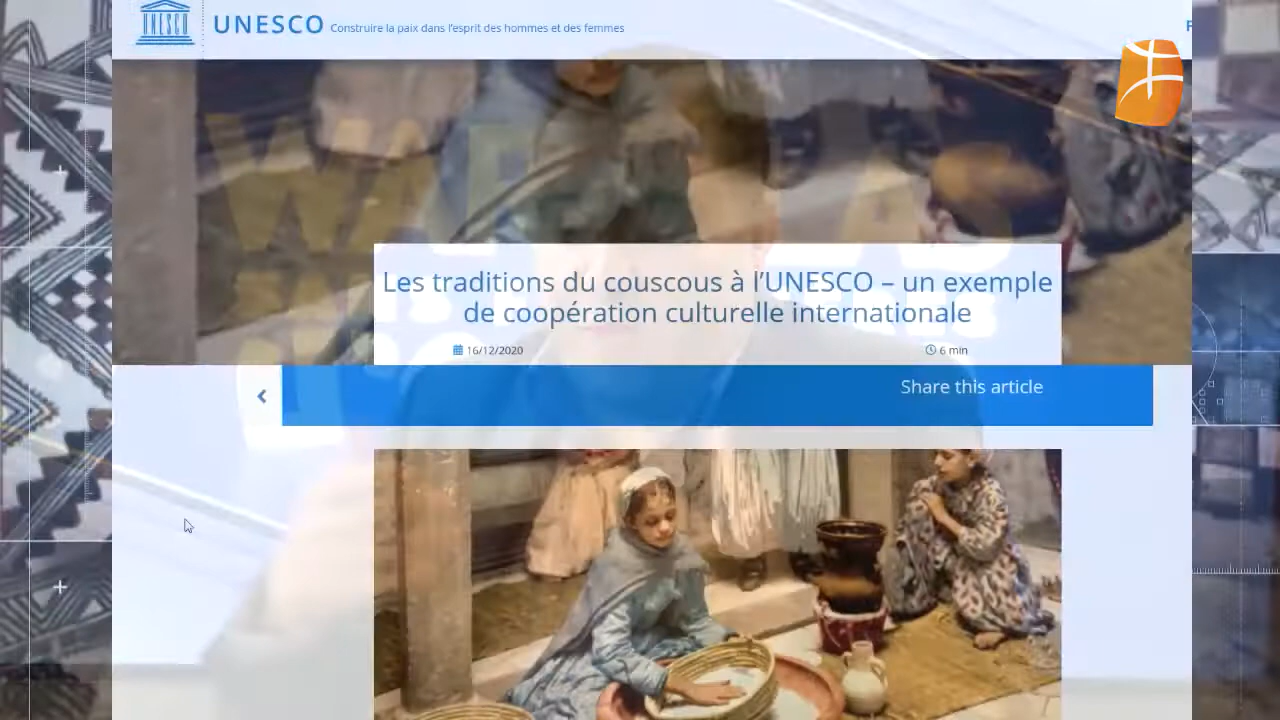 UNESCO
UNESCO Construire la paix dans l'esprit des hommes et des femmes
Les traditions du couscous à l'UNESCO – un exemple
de coopération culturelle internationale
16/12/2020
6 min
Share this article